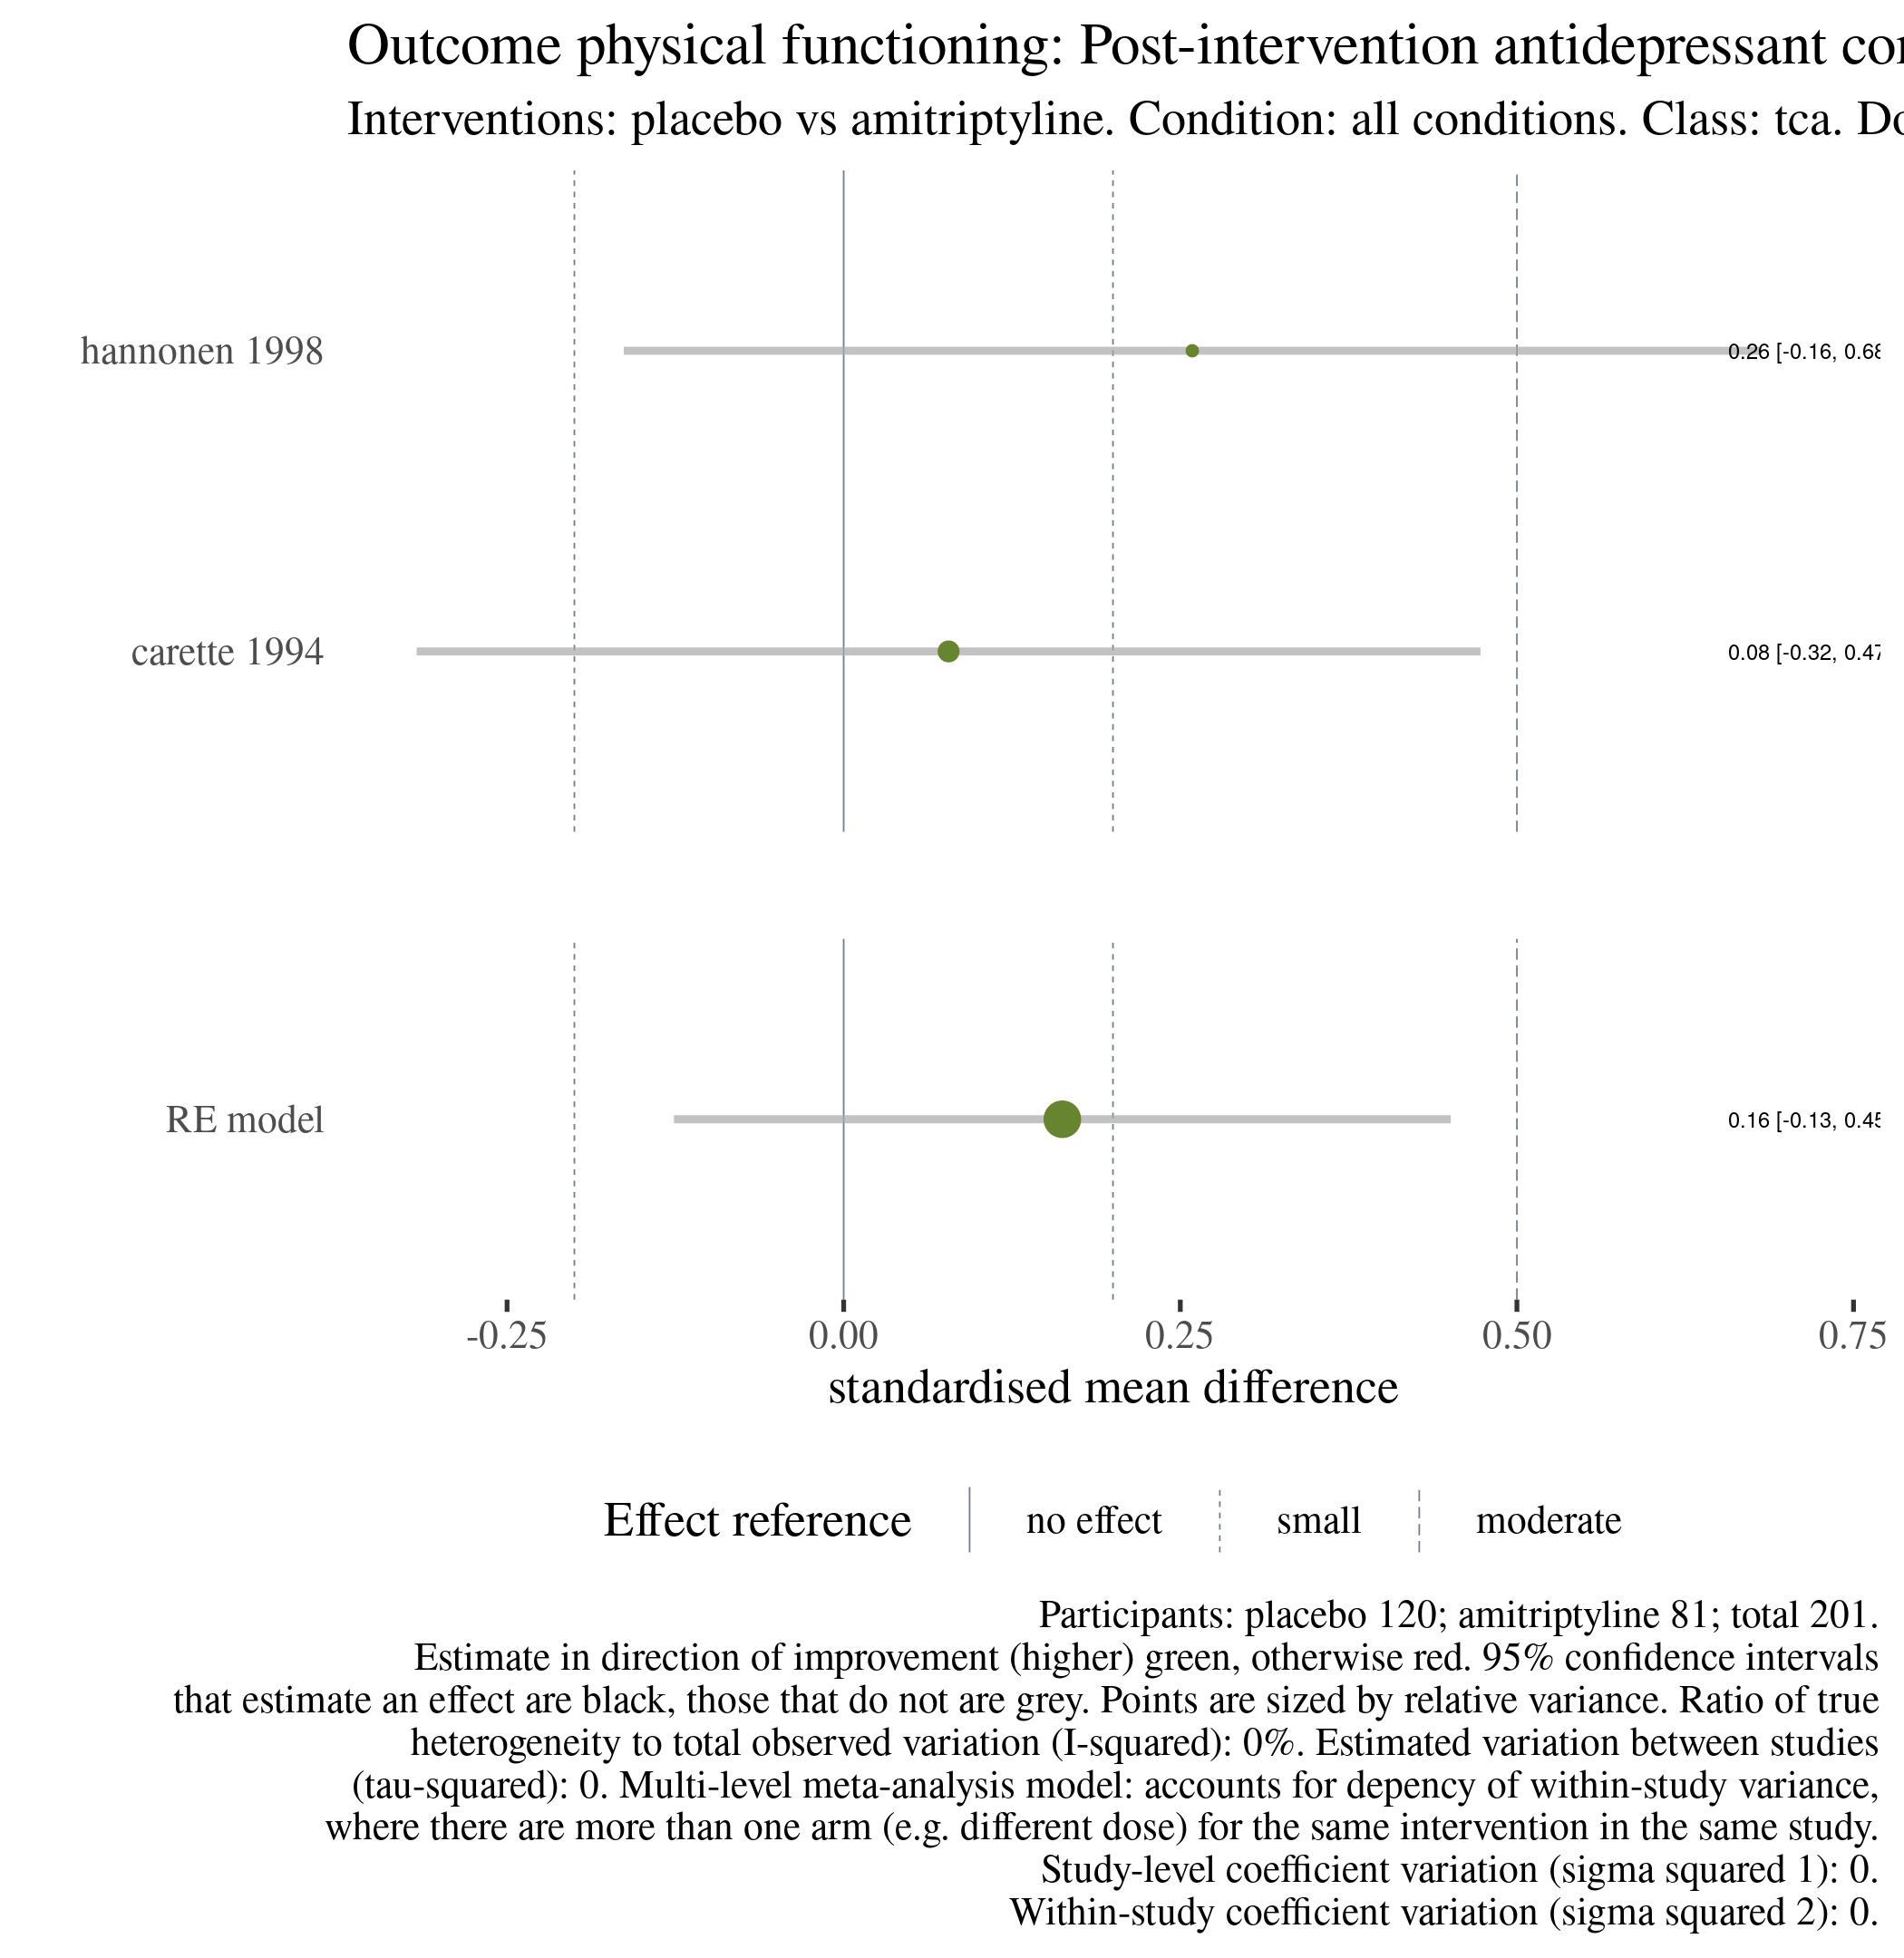 Outcome physical functioning: Post-intervention antidepressant
Interventions: placebo vs amitriptyline. Condition: all conditions. Class: tca.
hannonen 1998
0.26 [-0.16, 0.68
carette 1994
0.08 [-0.32, 0.47
RE model
0.16 [-0.13, 0.45
-0.25 0.00 0.25 0.50 0.75
standardised mean difference
Effect reference no effect small moderate
Participants: placebo 120; amitriptyline 81; total 201.
Estimate in direction of improvement (higher) green, otherwise red. 95% confidence intervals
that estimate an effect are black, those that do not are grey. Points are sized by relative variance. Ratio of true
heterogeneity to total observed variation (I-squared): 0%. Estimated variation between studies
(tau-squared): 0. Multi-level meta-analysis model: accounts for depency of within-study variance,
where there are more than one arm (e.g. different dose) for the same intervention in the same study.
Study-level coefficient variation (sigma squared 1): 0.
Within-study coefficient variation (sigma squared 2): 0.